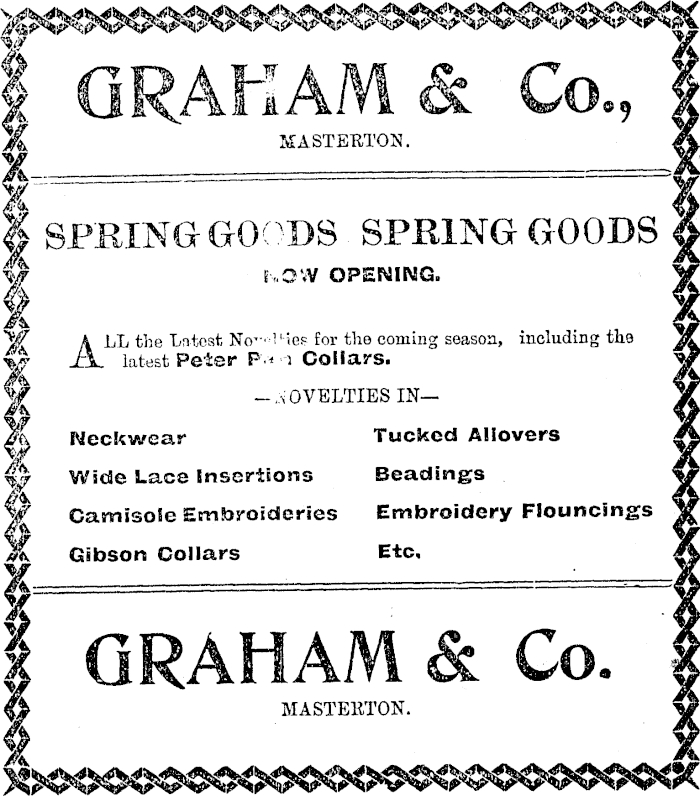 GRAHAM & Co.,
MASTERTON.
SPRING GOODS SPRING GOODS
NOW OPENING.
ALL the Latest Novelties for the coming season, including the
latest Peter Pan Collars.
—NOVELTIES IN—
Neckwear Tucked Allovers
Wide Lace Insertions Beadings
Camisole Embroideries Embroidery Flouncings
Gibson Collars Etc.
GRAHAM & Co.
MASTERTON.